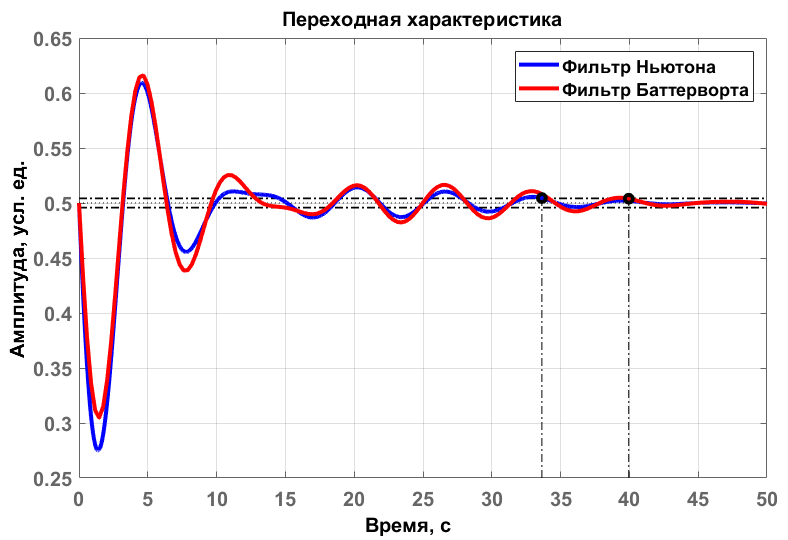 Переходная характеристика
Фильтр Ньютона
Фильтр Баттерворта
Амплитуда, усл. ед.
0.65
0.6
0.55
0.5
0.45
0.4
0.35
0.3
0.25
0 5 10 15 20 25 30 35 40 45 50
Время, с